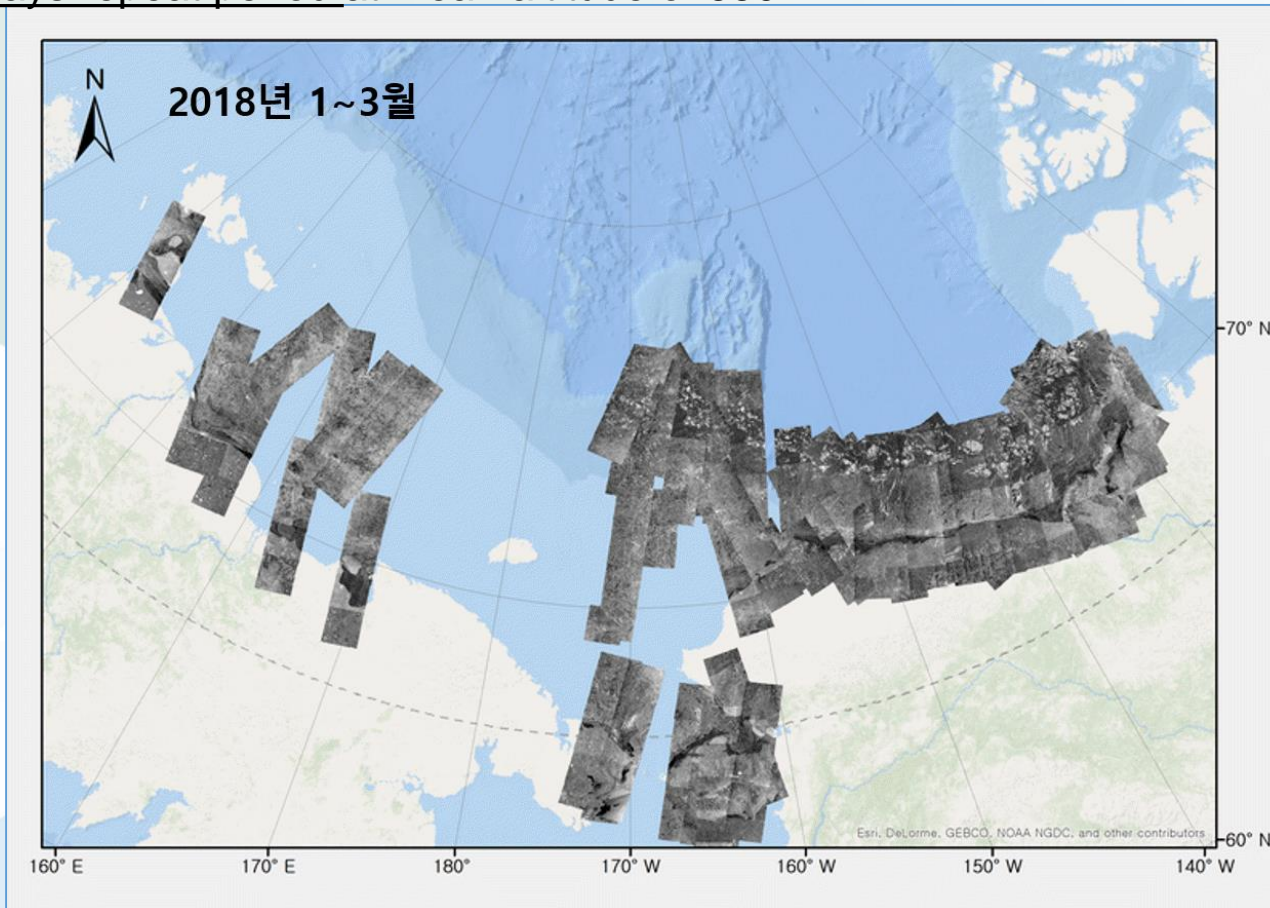 N
2018년 1~3월
70° N
Esri, DeLorme, GEBCO, NOAA NGDC, and other contributors
60° N
160° E
170° E
180°
170° W
160° W
150° W
140° W